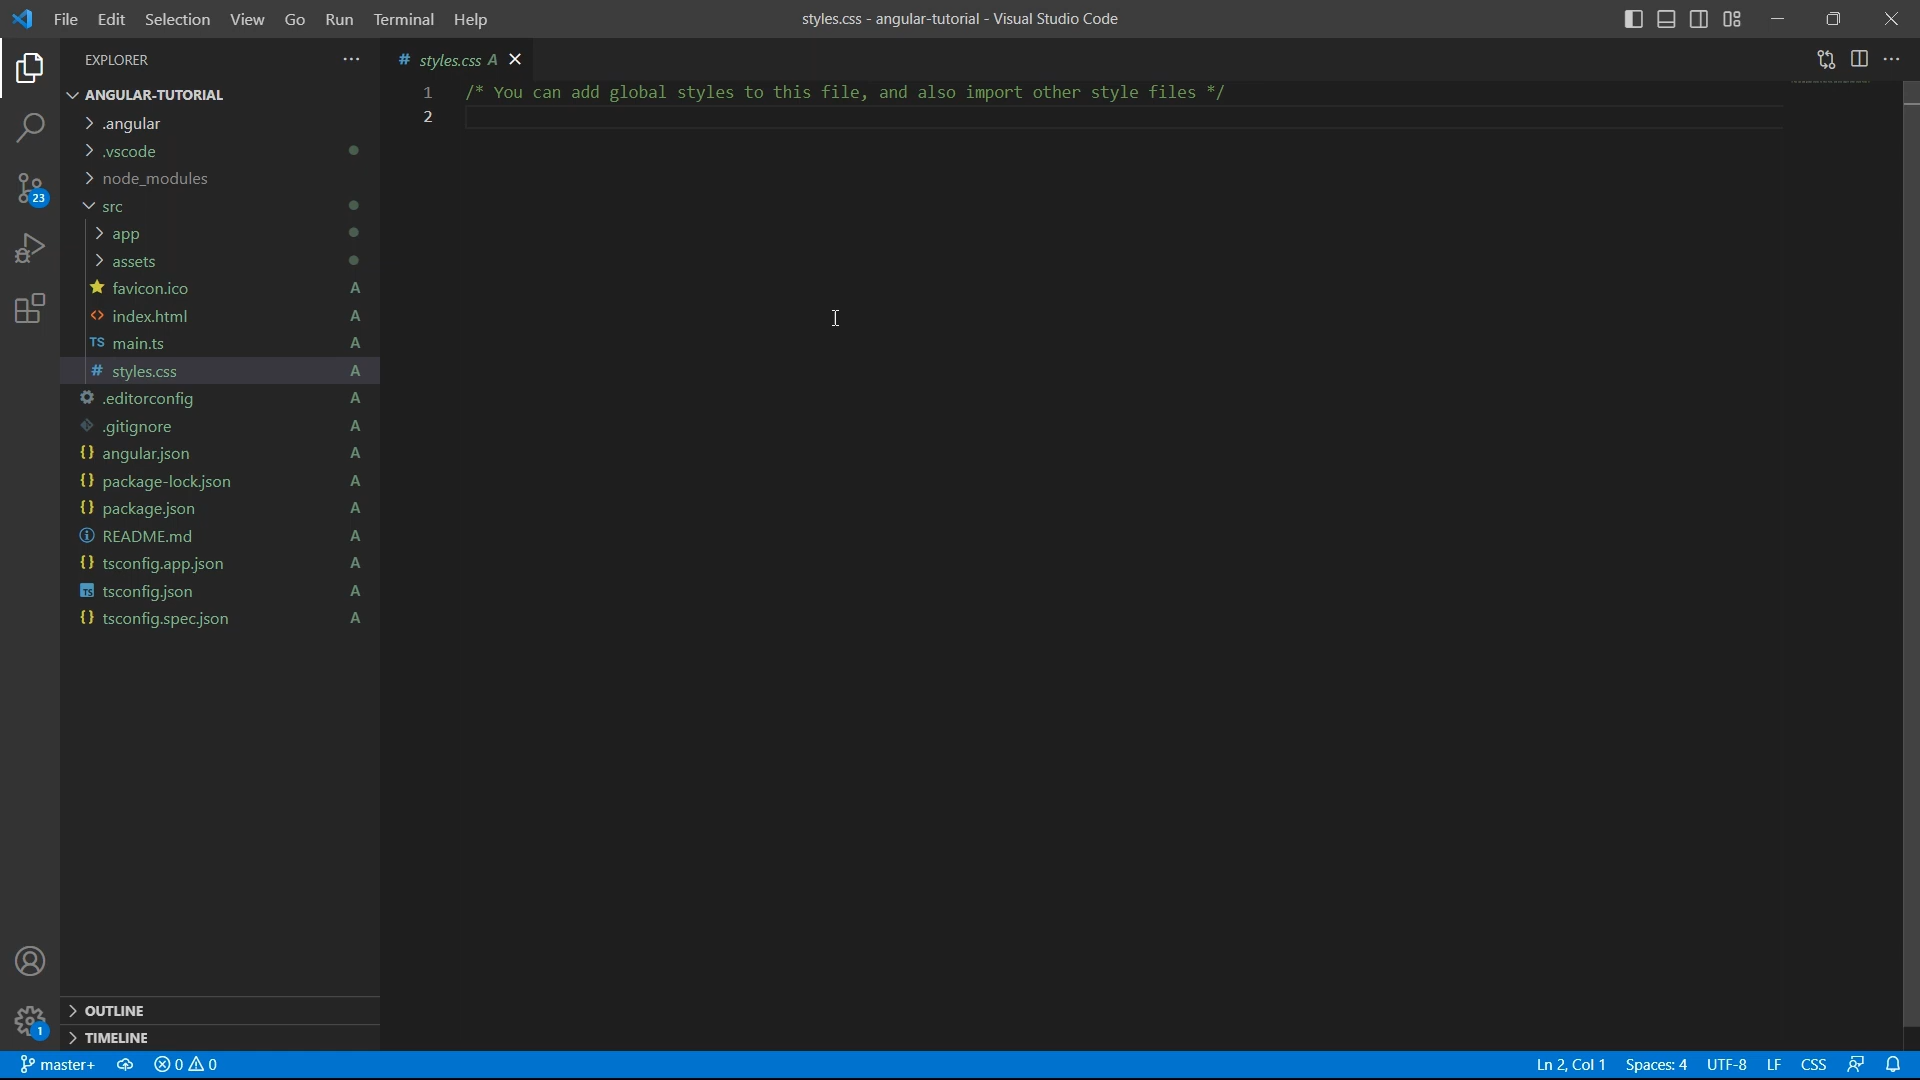 File Edit Selection View Go Run Terminal Help
styles.css - angular-tutorial - Visual Studio Code
EXPLORER
# styles.css A
ANGULAR-TUTORIAL
.angular
.vscode
node_modules
src
app
assets
favicon.ico A
<> index.html A
TS main.ts A
# styles.css A
.editorconfig A
.gitignore A
{} angular.json A
{} package-lock.json A
{} package.json A
README.md A
{} tsconfig.app.json A
TS tsconfig.json A
{} tsconfig.spec.json A
OUTLINE
TIMELINE
23
1
1 /* You can add global styles to this file, and also import other style files */
2
master+ 0 0
Ln 2, Col 1 Spaces: 4 UTF-8 LF CSS